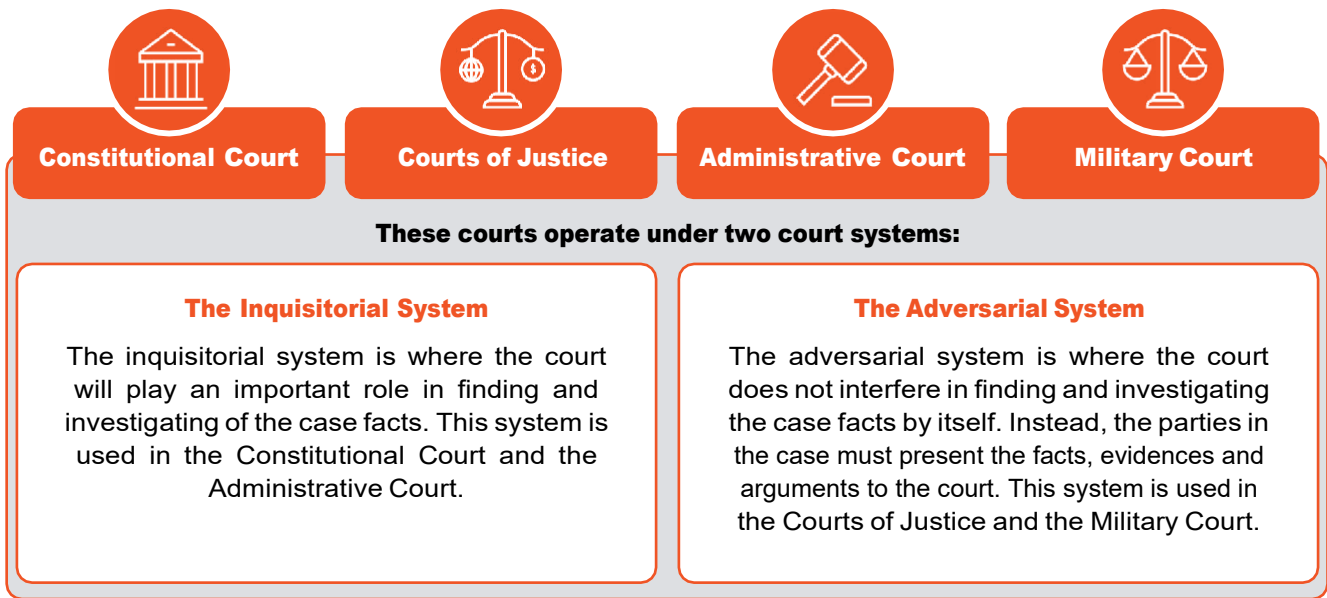 $
Constitutional Court
Courts of Justice
Administrative Court
Military Court
These courts operate under two court systems:
The Inquisitorial System
The inquisitorial system is where the court
will play an important role in finding and
investigating of the case facts. This system is
used in the Constitutional Court and the
Administrative Court.
The Adversarial System
The adversarial system is where the court
does not interfere in finding and investigating
the case facts by itself. Instead, the parties in
the case must present the facts, evidences and
arguments to the court. This system is used in
the Courts of Justice and the Military Court.